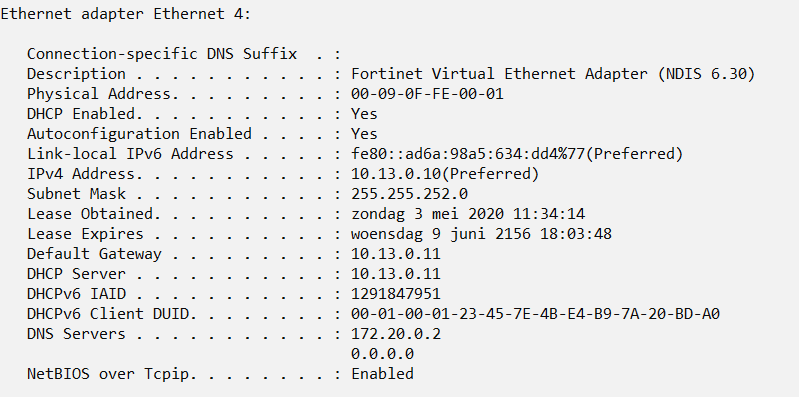 Ethernet adapter Ethernet 4:
Connection-specific DNS Suffix  . :
Description . . . . . . . . . . . : Fortinet Virtual Ethernet Adapter (NDIS 6.30)
Physical Address. . . . . . . . . : 00-09-0F-FE-00-01
DHCP Enabled. . . . . . . . . . . : Yes
Autoconfiguration Enabled . . . . : Yes
Link-local IPv6 Address . . . . . : fe80::ad6a:98a5:634:dd4%77(Preferred)
IPv4 Address. . . . . . . . . . . : 10.13.0.10(Preferred)
Subnet Mask . . . . . . . . . . . : 255.255.252.0
Lease Obtained. . . . . . . . . . : zondag 3 mei 2020 11:34:14
Lease Expires . . . . . . . . . . : woensdag 9 juni 2156 18:03:48
Default Gateway . . . . . . . . . : 10.13.0.11
DHCP Server . . . . . . . . . . . : 10.13.0.11
DHCPv6 IAID . . . . . . . . . . . : 1291847951
DHCPv6 Client DUID. . . . . . . . : 00-01-00-01-23-45-7E-4B-E4-B9-7A-20-BD-A0
DNS Servers . . . . . . . . . . . : 172.20.0.2
0.0.0.0
NetBIOS over Tcpip. . . . . . . . : Enabled